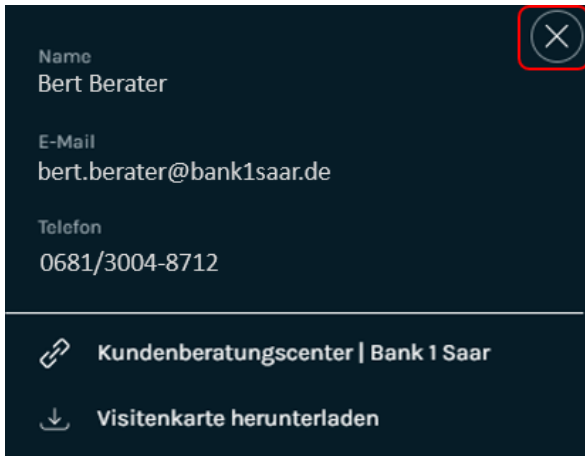 Name
Bert Berater
E-Mail
bert.berater@bank1saar.de
Telefon
0681/3004-8712
Kundenberatungscenter | Bank 1 Saar
Visitenkarte herunterladen